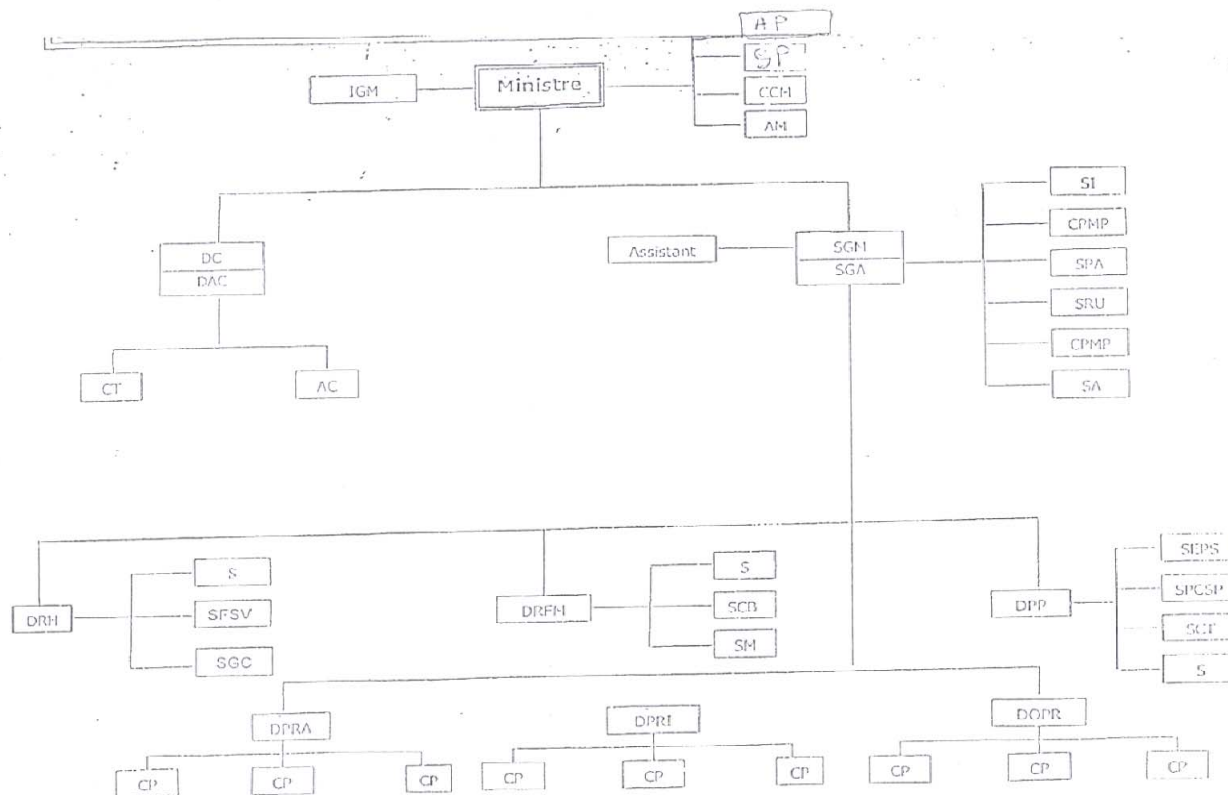 AP
SP
IGM
Ministre
CCM
AM
SI
DC
DAC
Assistant
SGM
SGA
CPMP
SPA
SRU
CPMP
CT
AC
SA
S
S
SEPS
DRH
SFSV
DRFM
SCB
DPP
SPCSP
SGC
SM
SCT
S
DPRA
DPRI
DOPR
CP
CP
CP
CP
CP
CP
CP
CP
CP